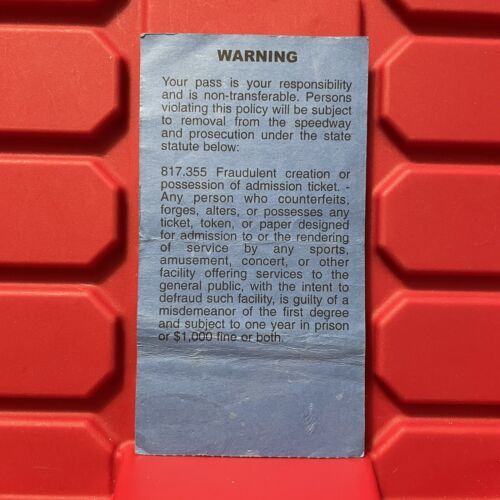 WARNING
Your pass is your responsibility
and is non-transferable. Persons
violating this policy will be subject
to removal from the speedway
and prosecution under the state
statute below:
817.355 Fraudulent creation or
possession of admission ticket. -
Any person who counterfeits,
forges, alters, or possesses any
ticket, token, or paper designed
for admission to or the rendering
of service by any sports,
amusement, concert, or other
facility offering services to the
general public, with the intent to
defraud such facility, is guilty of a
misdemeanor of the first degree
and subject to one year in prison
or $1,000 fine or both.